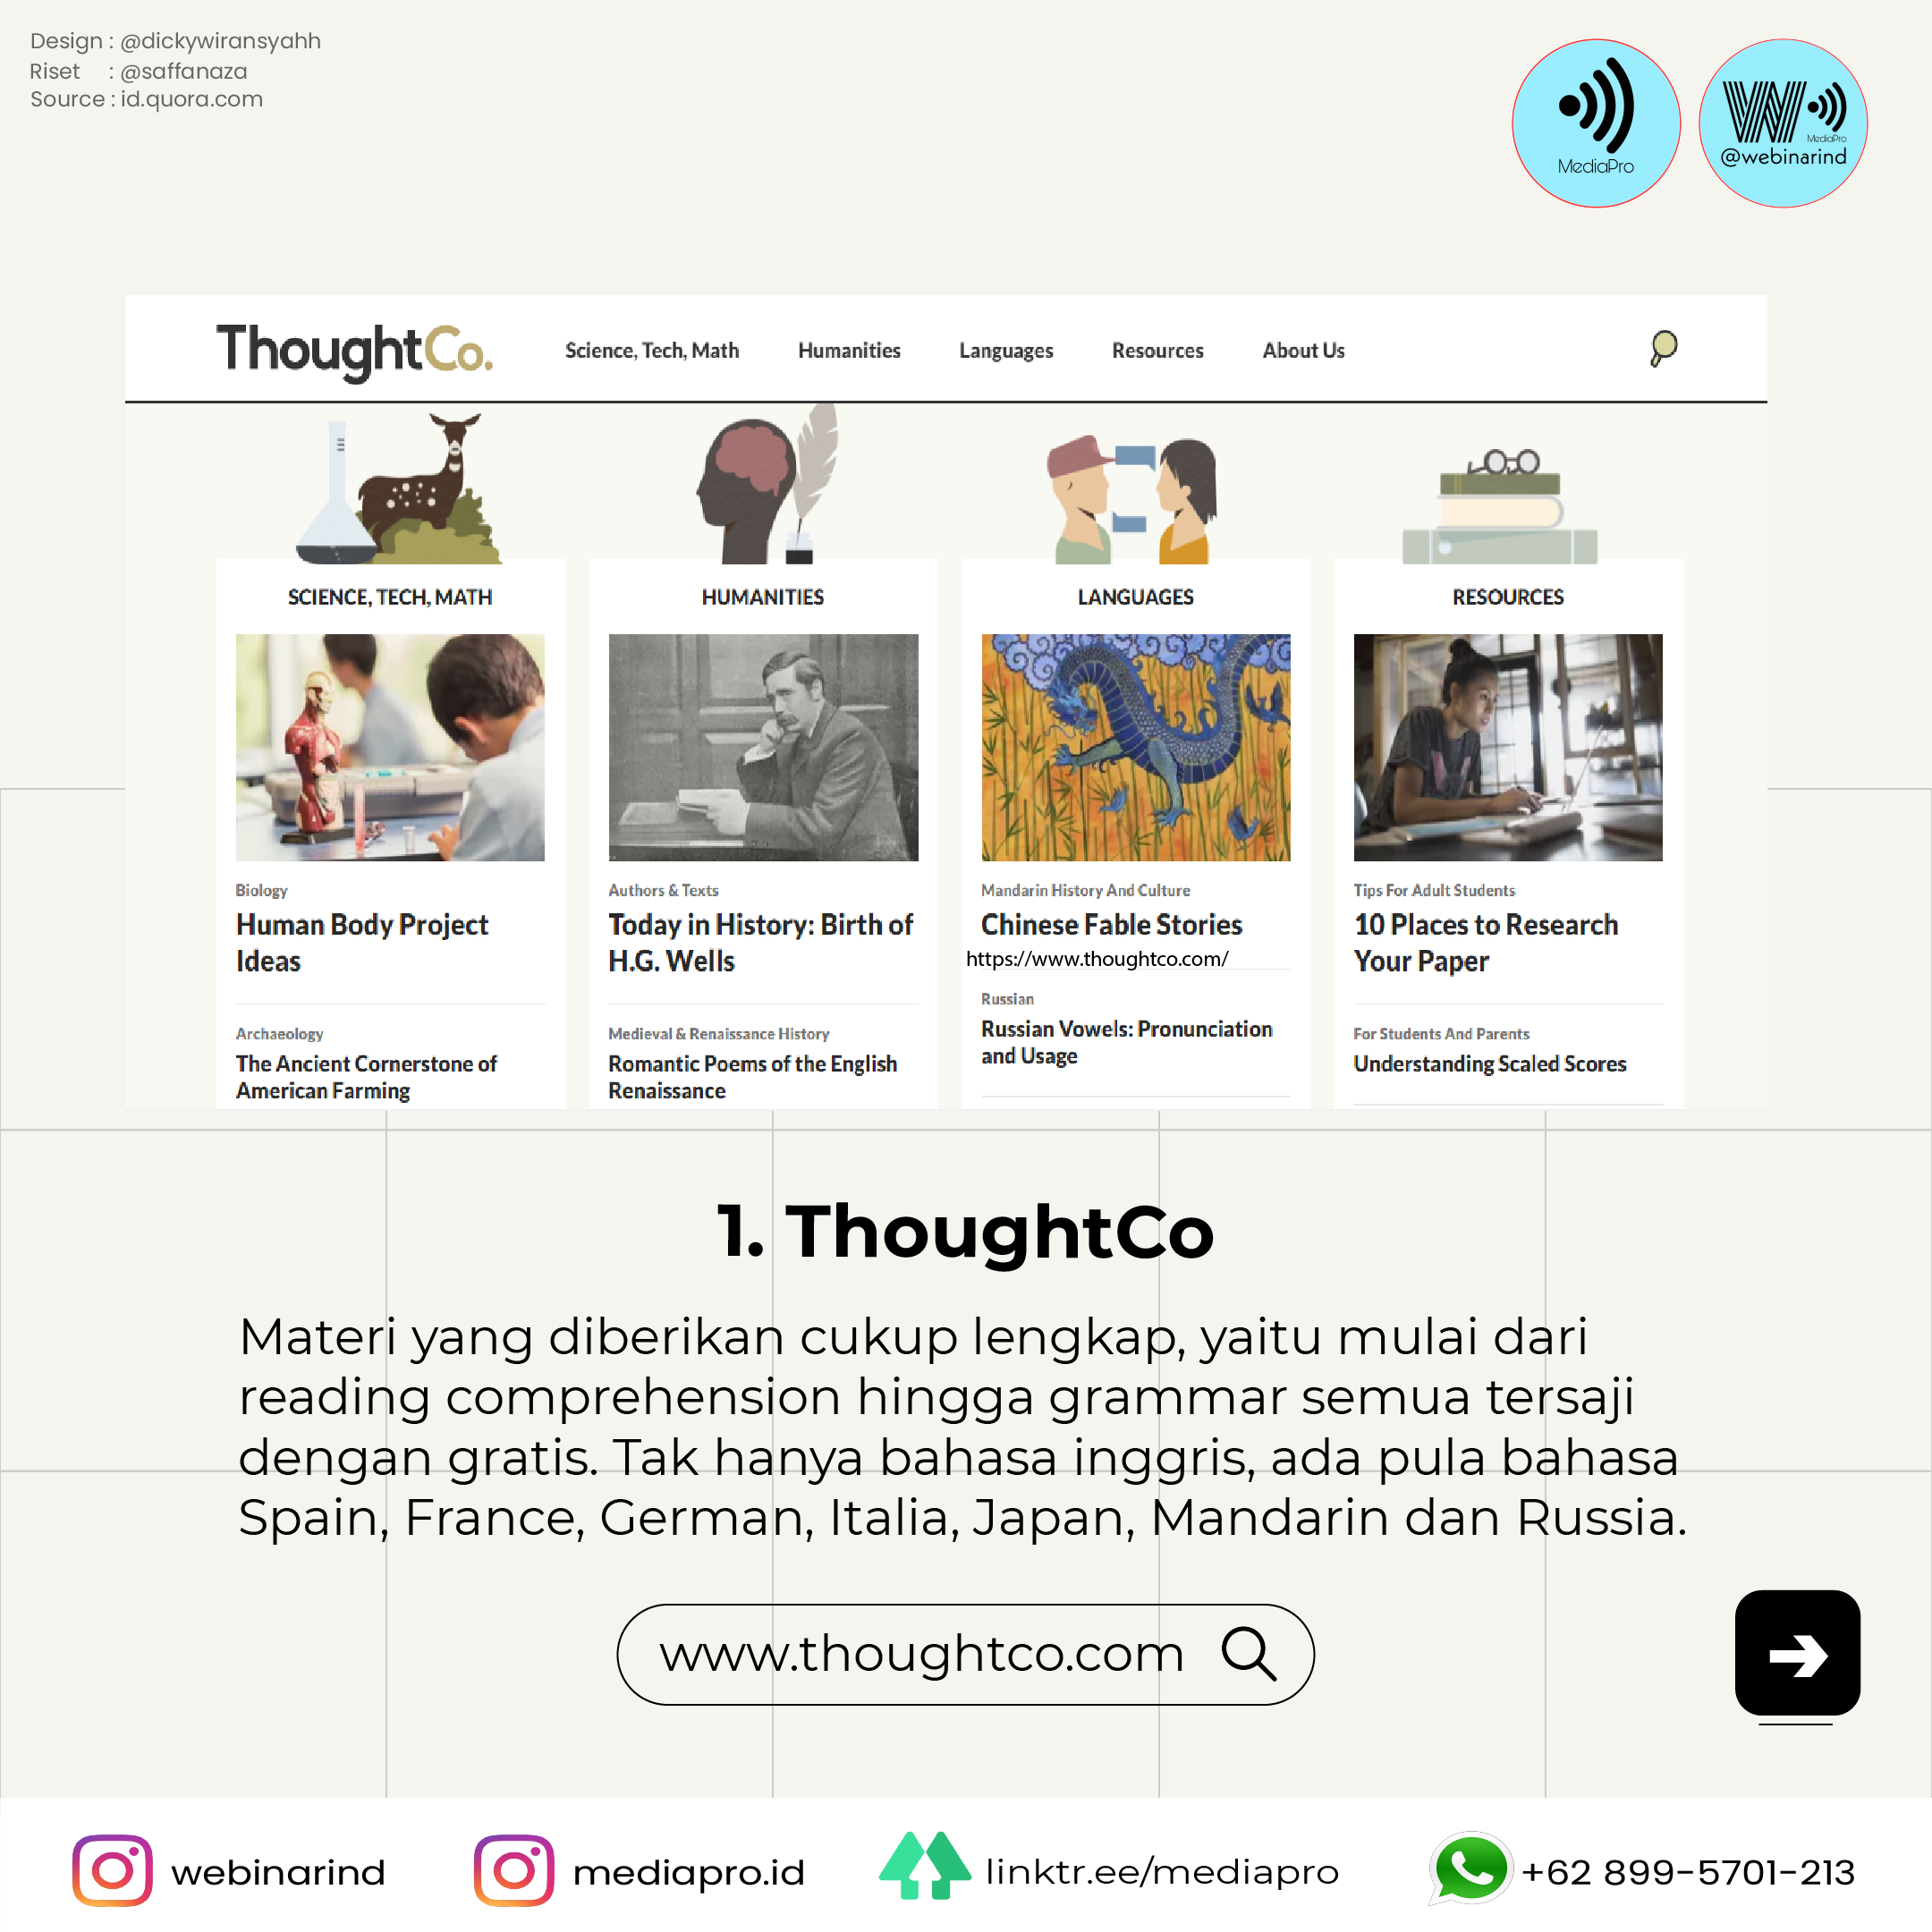 Design : @dickywiransyahh
Riset : @saffanaza
Source : id.quora.com
MediaPro
MediaPro
@webinarind
ThoughtCo.
Science, Tech, Math
Humanities
Languages
Resources
About Us
SCIENCE, TECH, MATH
Biology
Human Body Project
Ideas
Archaeology
The Ancient Cornerstone of
American Farming
HUMANITIES
Authors & Texts
Today in History: Birth of
H.G. Wells
Medieval & Renaissance History
Romantic Poems of the English
Renaissance
LANGUAGES
Mandarin History And Culture
Chinese Fable Stories
https://www.thoughtco.com/
Russian
Russian Vowels: Pronunciation
and Usage
RESOURCES
Tips For Adult Students
10 Places to Research
Your Paper
For Students And Parents
Understanding Scaled Scores
1. ThoughtCo
Materi yang diberikan cukup lengkap, yaitu mulai dari
reading comprehension hingga grammar semua tersaji
dengan gratis. Tak hanya bahasa inggris, ada pula bahasa
Spain, France, German, Italia, Japan, Mandarin dan Russia.
www.thoughtco.com
webinarind
mediapro.id
linktr.ee/mediapro
+62 899-5701-213